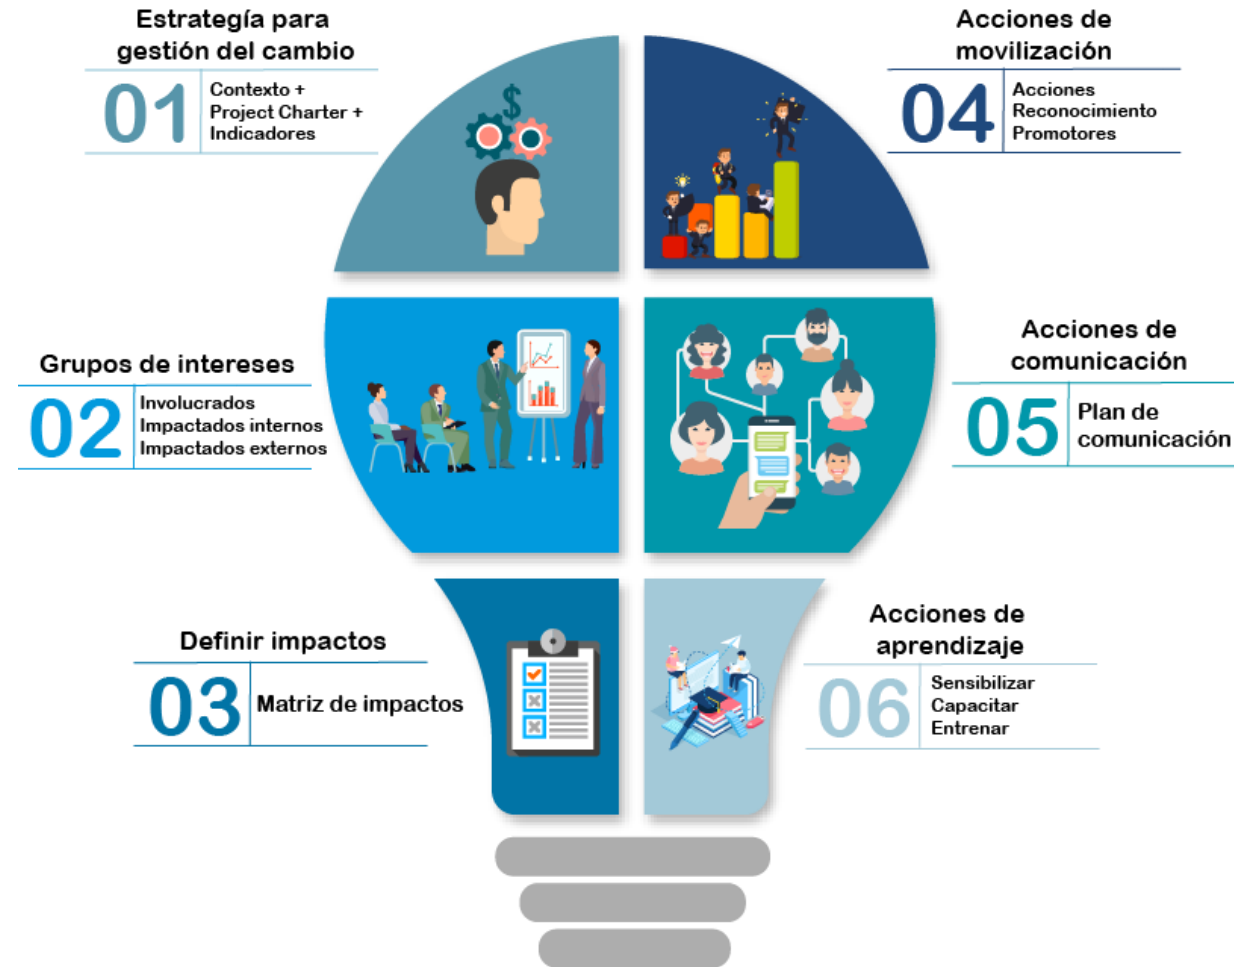 Estrategía para
gestión del cambio
01
Contexto +
Project Charter +
Indicadores
Grupos de intereses
02
Involucrados
Impactados internos
Impactados externos
Definir impactos
03
Matriz de impactos
Acciones de
movilización
04
Acciones
Reconocimiento
Promotores
Acciones de
comunicación
05
Plan de
comunicación
Acciones de
aprendizaje
06
Sensibilizar
Capacitar
Entrenar
$